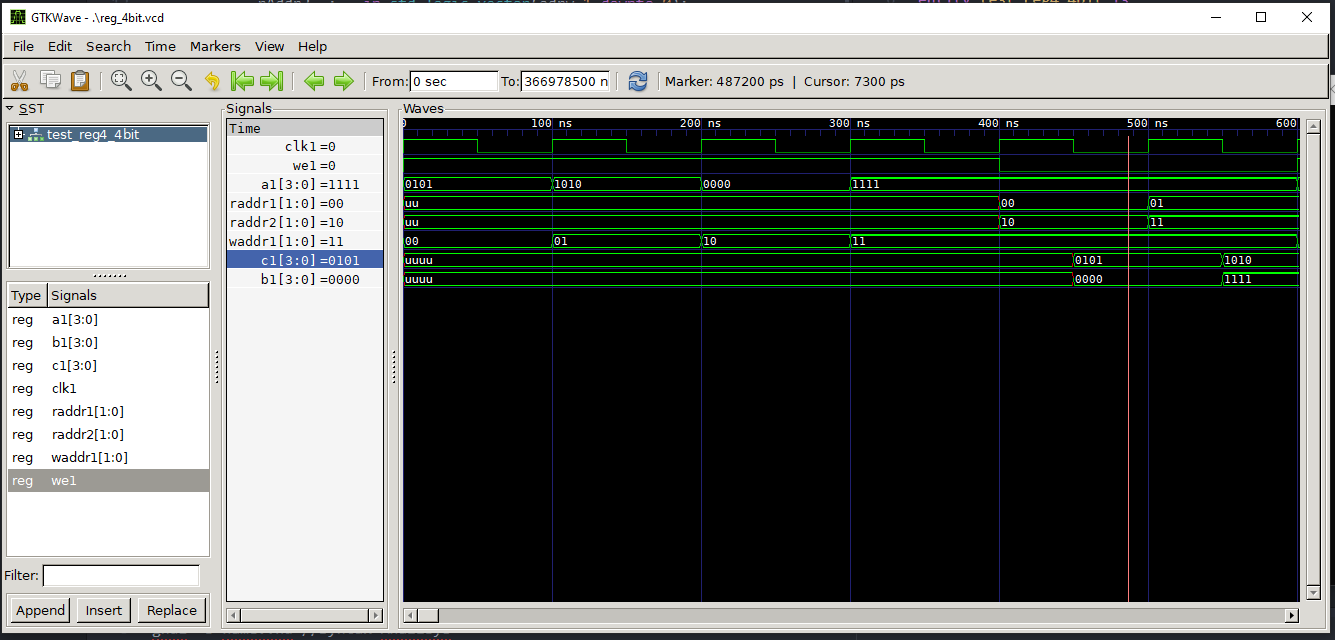 GTKWave - .\reg_4bit.vcd
File Edit Search Time Markers View Help
From: 0 sec To: 366978500 n Marker: 487200 ps | Cursor: 7300 ps
SST
test_reg4_4bit
Type Signals
reg a1[3:0]
reg b1[3:0]
reg c1[3:0]
reg clk1
reg raddr1[1:0]
reg raddr2[1:0]
reg waddr1[1:0]
reg we1
Filter:
Append Insert Replace
Signals
Time
clk1=0
we1=0
a1[3:0]=1111
raddr1[1:0]=00
raddr2[1:0]=10
waddr1[1:0]=11
c1[3:0]=0101
b1[3:0]=0000
Waves
0 100 ns 200 ns 300 ns 400 ns 500 ns 600
0101 1010 0000 1111
uu 00 01
uu 10 11
00 01 10 11
uuuu 0101 1010
uuuu 0000 1111